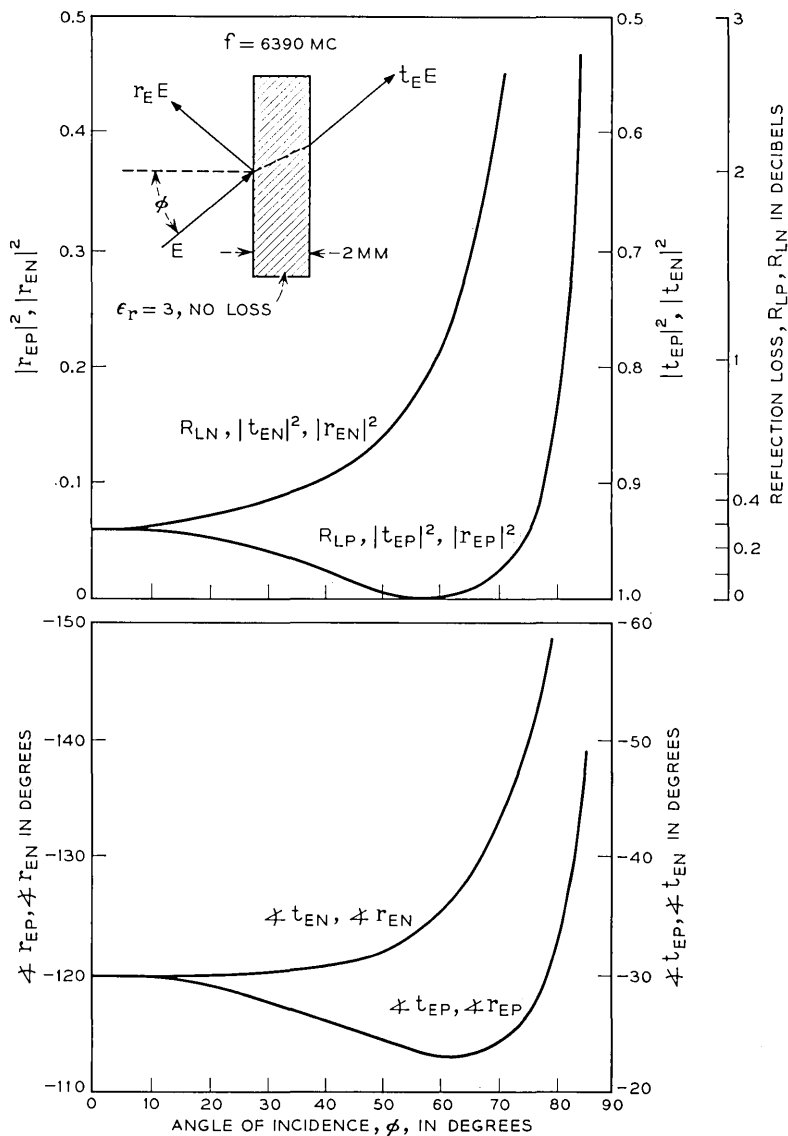 f = 6390 MC
r_E E
t_E E
ϕ
E
2 MM
ϵ_r = 3, NO LOSS
R_LN, |t_EN|², |r_EN|²
R_LP, |t_EP|², |r_EP|²
0.5
0.4
0.3
0.2
0.1
0
|r_EP|², |r_EN|²
0.5
0.6
0.7
0.8
0.9
1.0
|t_EP|², |t_EN|²
3
2
1
0.4
0.2
0
REFLECTION LOSS, R_LP, R_LN IN DECIBELS
-150
-140
-130
-120
-110
∡ r_EP, ∡ r_EN IN DEGREES
∡ t_EN, ∡ r_EN
∡ t_EP, ∡ r_EP
-60
-50
-40
-30
-20
∡ t_EP, ∡ t_EN IN DEGREES
0 10 20 30 40 50 60 70 80 90
ANGLE OF INCIDENCE, ϕ, IN DEGREES